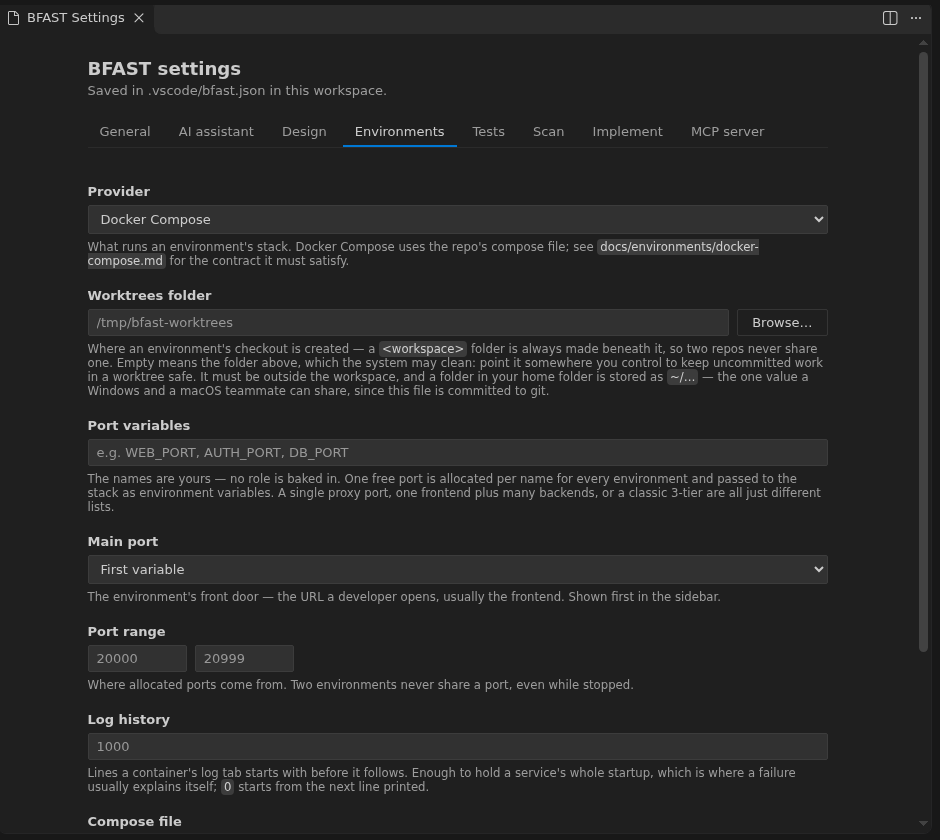 BFAST Settings
BFAST settings
Saved in .vscode/bfast.json in this workspace.
General AI assistant Design Environments Tests Scan Implement MCP server
Provider
Docker Compose
What runs an environment's stack. Docker Compose uses the repo's compose file; see docs/environments/docker-
compose.md for the contract it must satisfy.
Worktrees folder
/tmp/bfast-worktrees Browse...
Where an environment's checkout is created — a <workspace> folder is always made beneath it, so two repos never share
one. Empty means the folder above, which the system may clean: point it somewhere you control to keep uncommitted work
in a worktree safe. It must be outside the workspace, and a folder in your home folder is stored as ~/... — the one value a
Windows and a macOS teammate can share, since this file is committed to git.
Port variables
e.g. WEB_PORT, AUTH_PORT, DB_PORT
The names are yours — no role is baked in. One free port is allocated per name for every environment and passed to the
stack as environment variables. A single proxy port, one frontend plus many backends, or a classic 3-tier are all just different
lists.
Main port
First variable
The environment's front door — the URL a developer opens, usually the frontend. Shown first in the sidebar.
Port range
20000 20999
Where allocated ports come from. Two environments never share a port, even while stopped.
Log history
1000
Lines a container's log tab starts with before it follows. Enough to hold a service's whole startup, which is where a failure
usually explains itself; 0 starts from the next line printed.
Compose file